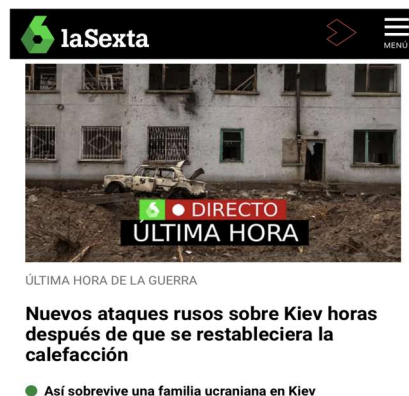 laSexta
MENÚ
6 DIRECTO
ÚLTIMA HORA
ÚLTIMA HORA DE LA GUERRA
Nuevos ataques rusos sobre Kiev horas
después de que se restableciera la
calefacción
Así sobrevive una familia ucraniana en Kiev